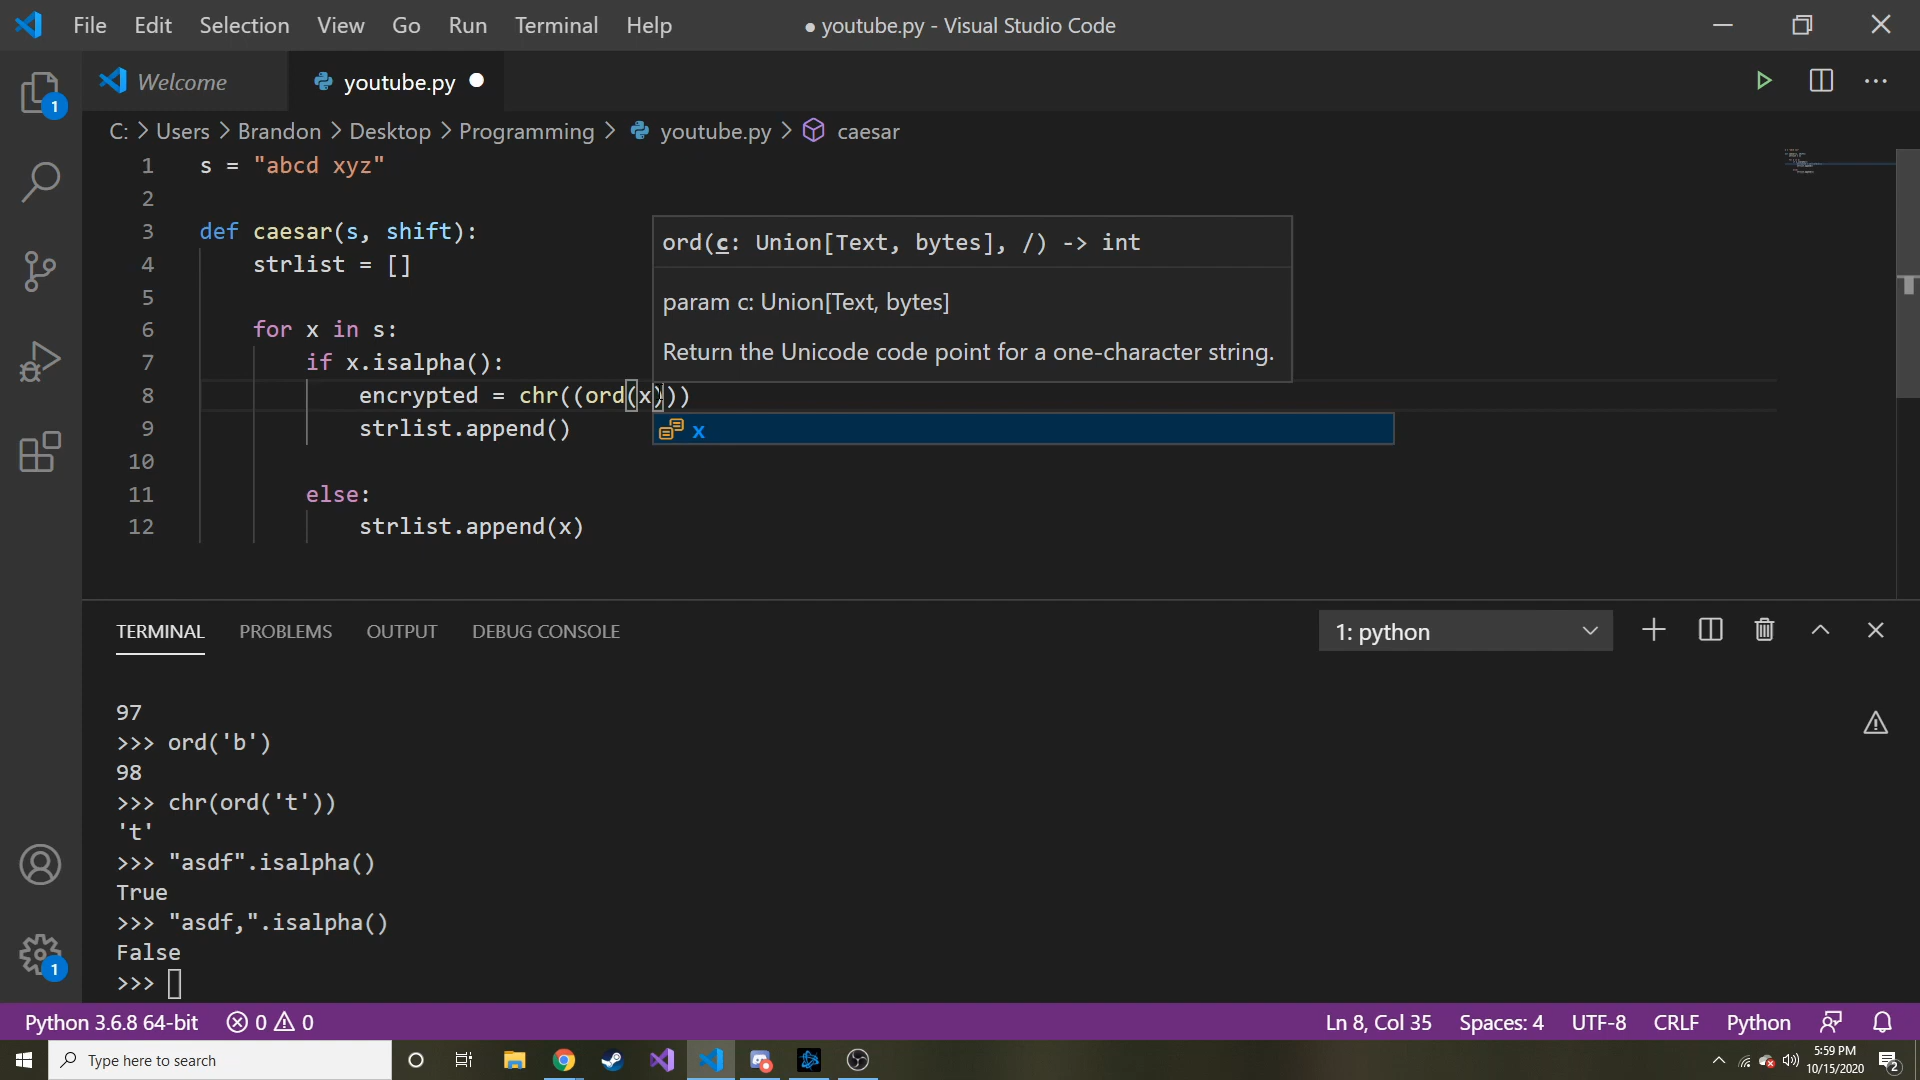 File Edit Selection View Go Run Terminal Help ● youtube.py - Visual Studio Code
Welcome youtube.py ●
C: > Users > Brandon > Desktop > Programming > youtube.py > caesar
1 s = "abcd xyz"
2
3 def caesar(s, shift):
4 strlist = []
5
6 for x in s:
7 if x.isalpha():
8 encrypted = chr((ord(x)))
9 strlist.append()
10
11 else:
12 strlist.append(x)
ord(c: Union[Text, bytes], /) -> int
param c: Union[Text, bytes]
Return the Unicode code point for a one-character string.
x
TERMINAL PROBLEMS OUTPUT DEBUG CONSOLE 1: python
97
>>> ord('b')
98
>>> chr(ord('t'))
't'
>>> "asdf".isalpha()
True
>>> "asdf,".isalpha()
False
>>>
1
1
Python 3.6.8 64-bit 0 0 Ln 8, Col 35 Spaces: 4 UTF-8 CRLF Python
Type here to search 5:59 PM
10/15/2020 2